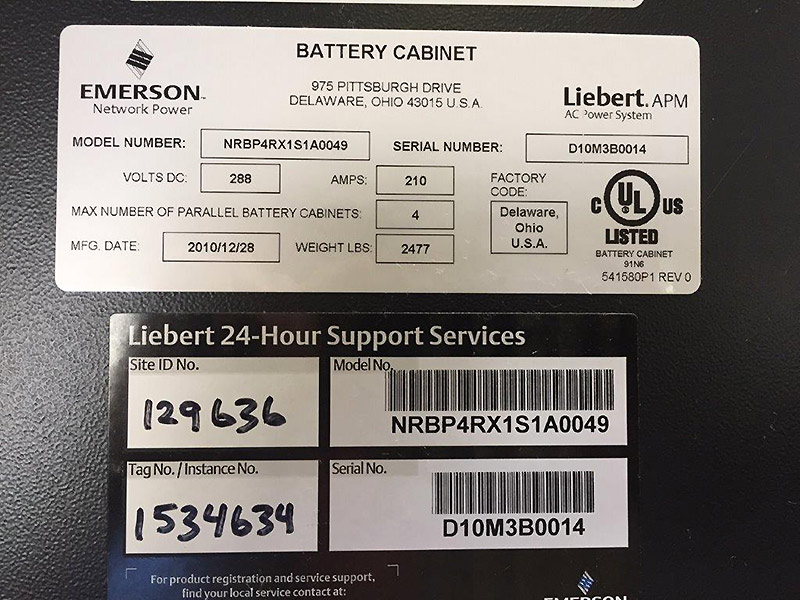 BATTERY CABINET
EMERSON™
Network Power
975 PITTSBURGH DRIVE
DELAWARE, OHIO 43015 U.S.A.
Liebert. APM
AC Power System
MODEL NUMBER: NRBP4RX1S1A0049 SERIAL NUMBER: D10M3B0014
VOLTS DC: 288 AMPS: 210 FACTORY CODE:
MAX NUMBER OF PARALLEL BATTERY CABINETS: 4
Delaware,
Ohio
U.S.A.
MFG. DATE: 2010/12/28 WEIGHT LBS: 2477
C UL US
LISTED
BATTERY CABINET
91N6
541580P1 REV 0
Liebert 24-Hour Support Services
Site ID No.
129636
Model No.
NRBP4RX1S1A0049
Tag No. / Instance No.
1534634
Serial No.
D10M3B0014
For product registration and service support,
find your local service contact at:
EMERSON